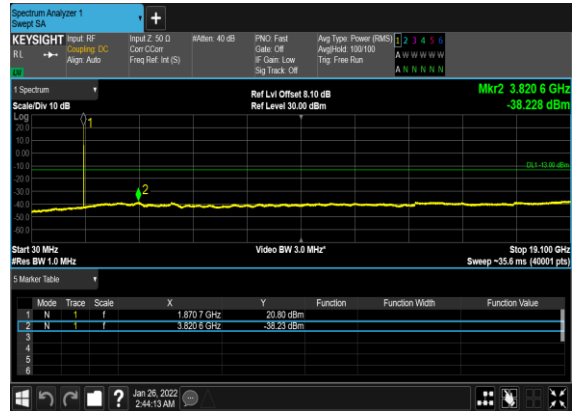 Spectrum Analyzer 1
Swept SA
+
KEYSIGHT Input: RF Input Z: 50 Ω #Atten: 40 dB PNO: Fast Avg Type: Power (RMS) 1 2 3 4 5 6
RL Coupling: DC Corr CCorr Gate: Off Avg|Hold: 100/100 A W W W W W
Align: Auto Freq Ref: Int (S) IF Gain: Low Trig: Free Run
Sig Track: Off A N N N N N
1 Spectrum Ref Lvl Offset 8.10 dB Mkr2 3.820 6 GHz
Scale/Div 10 dB Ref Level 30.00 dBm -38.228 dBm
Log
20.0
10.0
0.00
-10.0
-20.0
-30.0
-40.0
-50.0
-60.0
1
2
DL1 -13.00 dBm
Start 30 MHz Video BW 3.0 MHz* Stop 19.100 GHz
#Res BW 1.0 MHz Sweep ~35.6 ms (40001 pts)
5 Marker Table
Mode Trace Scale X Y Function Function Width Function Value
1 N 1 f 1.870 7 GHz 20.80 dBm
2 N 1 f 3.820 6 GHz -38.23 dBm
3
4
5
6
? Jan 26, 2022
2:44:13 AM